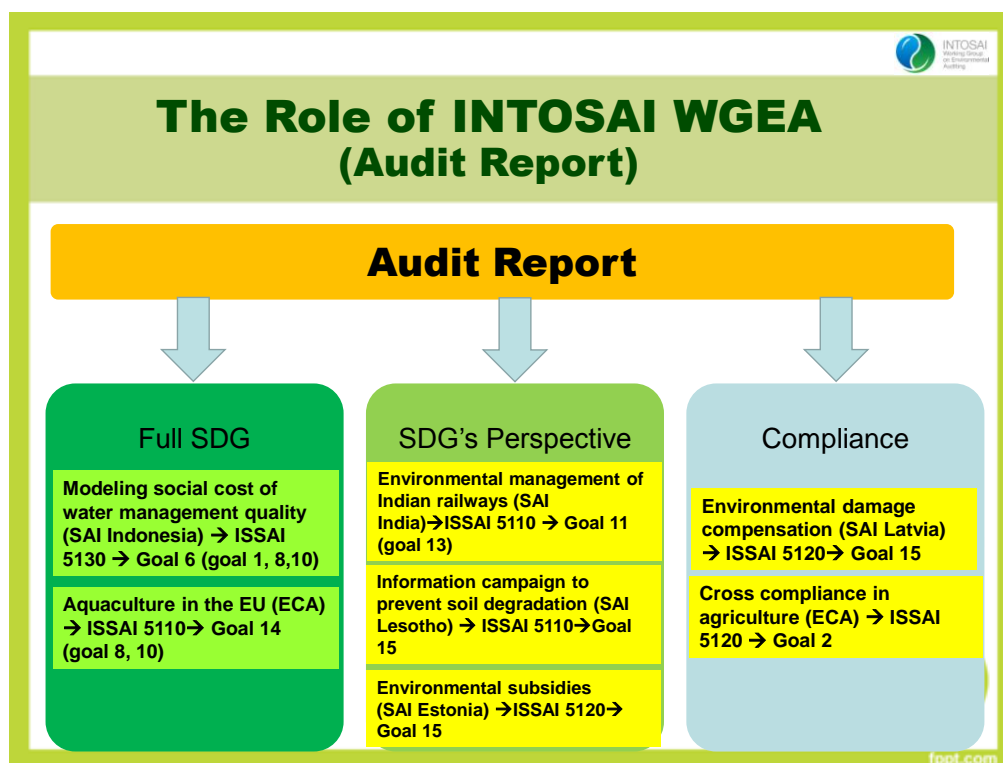 INTOSAI
Working Group
on Environmental
Auditing
The Role of INTOSAI WGEA
(Audit Report)
Audit Report
Full SDG
Modeling social cost of
water management quality
(SAI Indonesia) → ISSAI
5130 → Goal 6 (goal 1, 8,10)
Aquaculture in the EU (ECA)
→ ISSAI 5110→ Goal 14
(goal 8, 10)
SDG's Perspective
Environmental management of
Indian railways (SAI
India)→ISSAI 5110 → Goal 11
(goal 13)
Information campaign to
prevent soil degradation (SAI
Lesotho) → ISSAI 5110→Goal
15
Environmental subsidies
(SAI Estonia) →ISSAI 5120→
Goal 15
Compliance
Environmental damage
compensation (SAI Latvia)
→ ISSAI 5120→ Goal 15
Cross compliance in
agriculture (ECA) → ISSAI
5120 → Goal 2
fppt.com